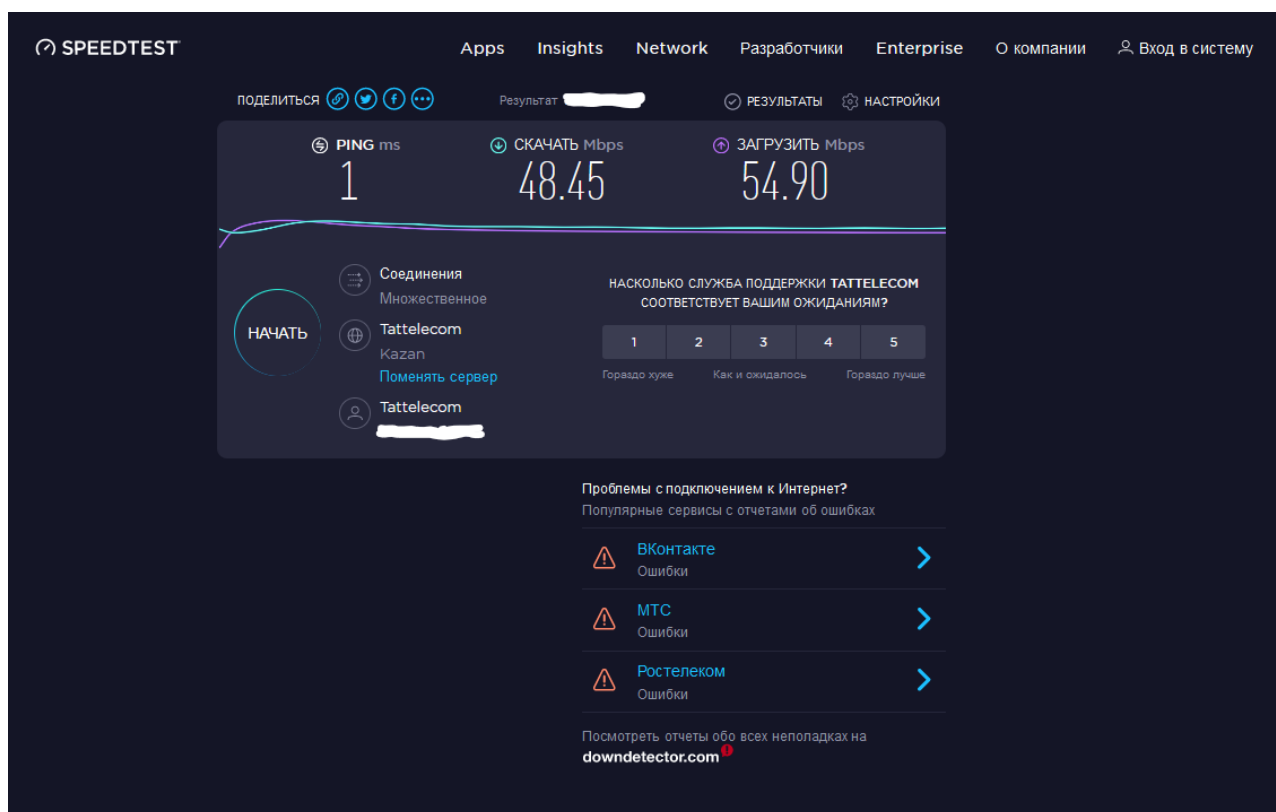 SPEEDTEST
Apps Insights Network Разработчики Enterprise О компании Вход в систему
ПОДЕЛИТЬСЯ Результат РЕЗУЛЬТАТЫ НАСТРОЙКИ
PING ms СКАЧАТЬ Mbps ЗАГРУЗИТЬ Mbps
1 48.45 54.90
НАЧАТЬ
Соединения
Множественное
Tattelecom
Kazan
Поменять сервер
Tattelecom
НАСКОЛЬКО СЛУЖБА ПОДДЕРЖКИ TATTELECOM
СООТВЕТСТВУЕТ ВАШИМ ОЖИДАНИЯМ?
1 2 3 4 5
Гораздо хуже Как и ожидалось Гораздо лучше
Проблемы с подключением к Интернет?
Популярные сервисы с отчетами об ошибках
ВКонтакте
Ошибки
МТС
Ошибки
Ростелеком
Ошибки
Посмотреть отчеты обо всех неполадках на
downdetector.com